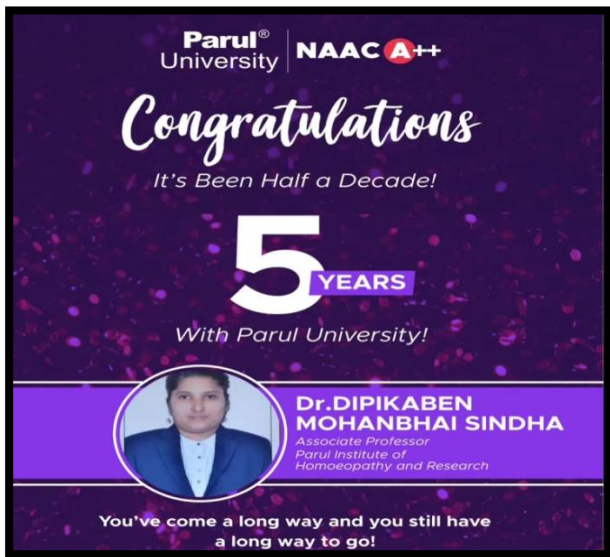 Parul® University
NAAC A++
Congratulations
It's Been Half a Decade!
5 YEARS
With Parul University!
Dr.DIPIKABEN
MOHANBHAI SINDHA
Associate Professor
Parul Institute of
Homoeopathy and Research
You've come a long way and you still have
a long way to go!